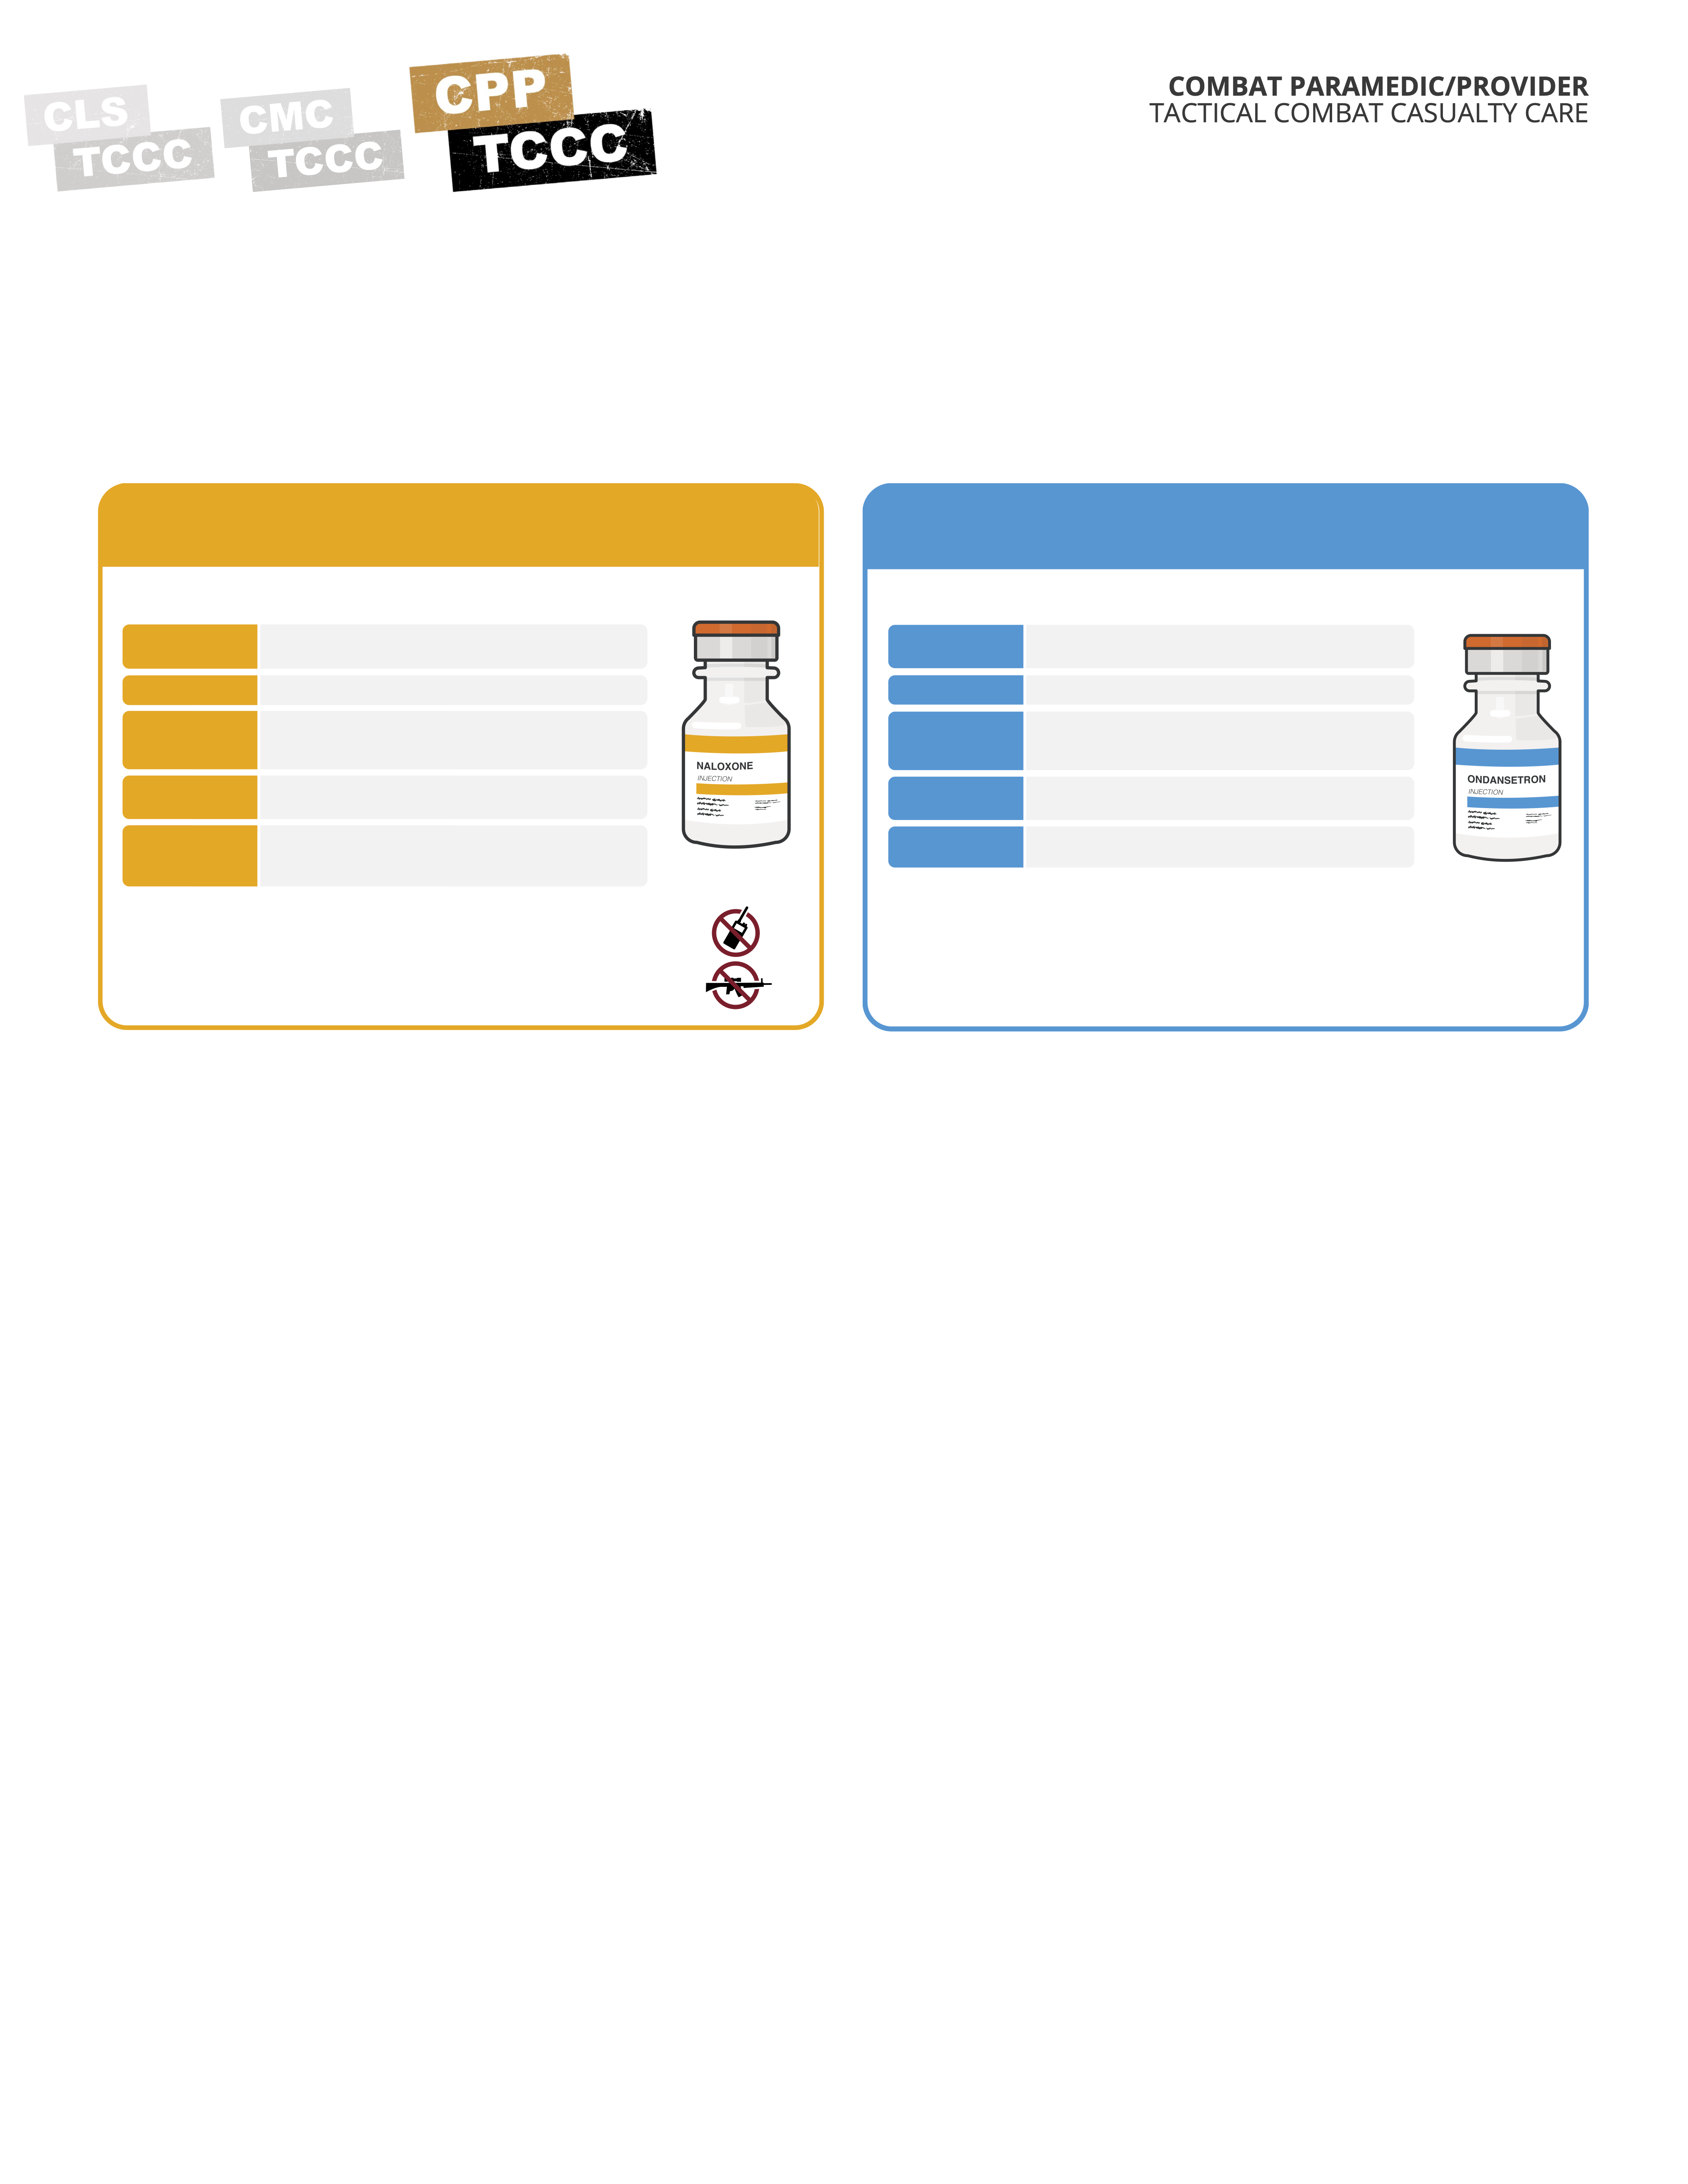 CLS
TCCC
CMC
TCCC
CPP
TCCC
COMBAT PARAMEDIC/PROVIDER
TACTICAL COMBAT CASUALTY CARE
NALOXONE
INJECTION
ONDANSETRON
INJECTION